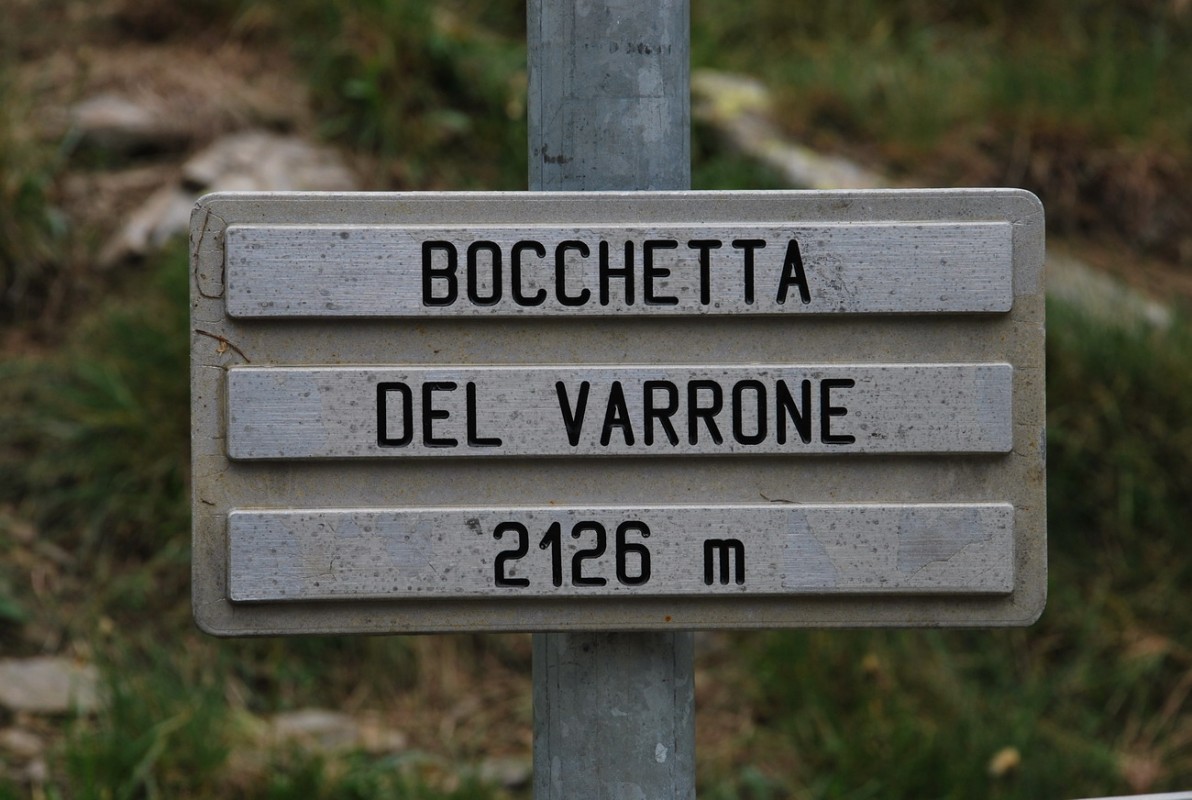 BOCCHETTA
DEL VARRONE
2126 m